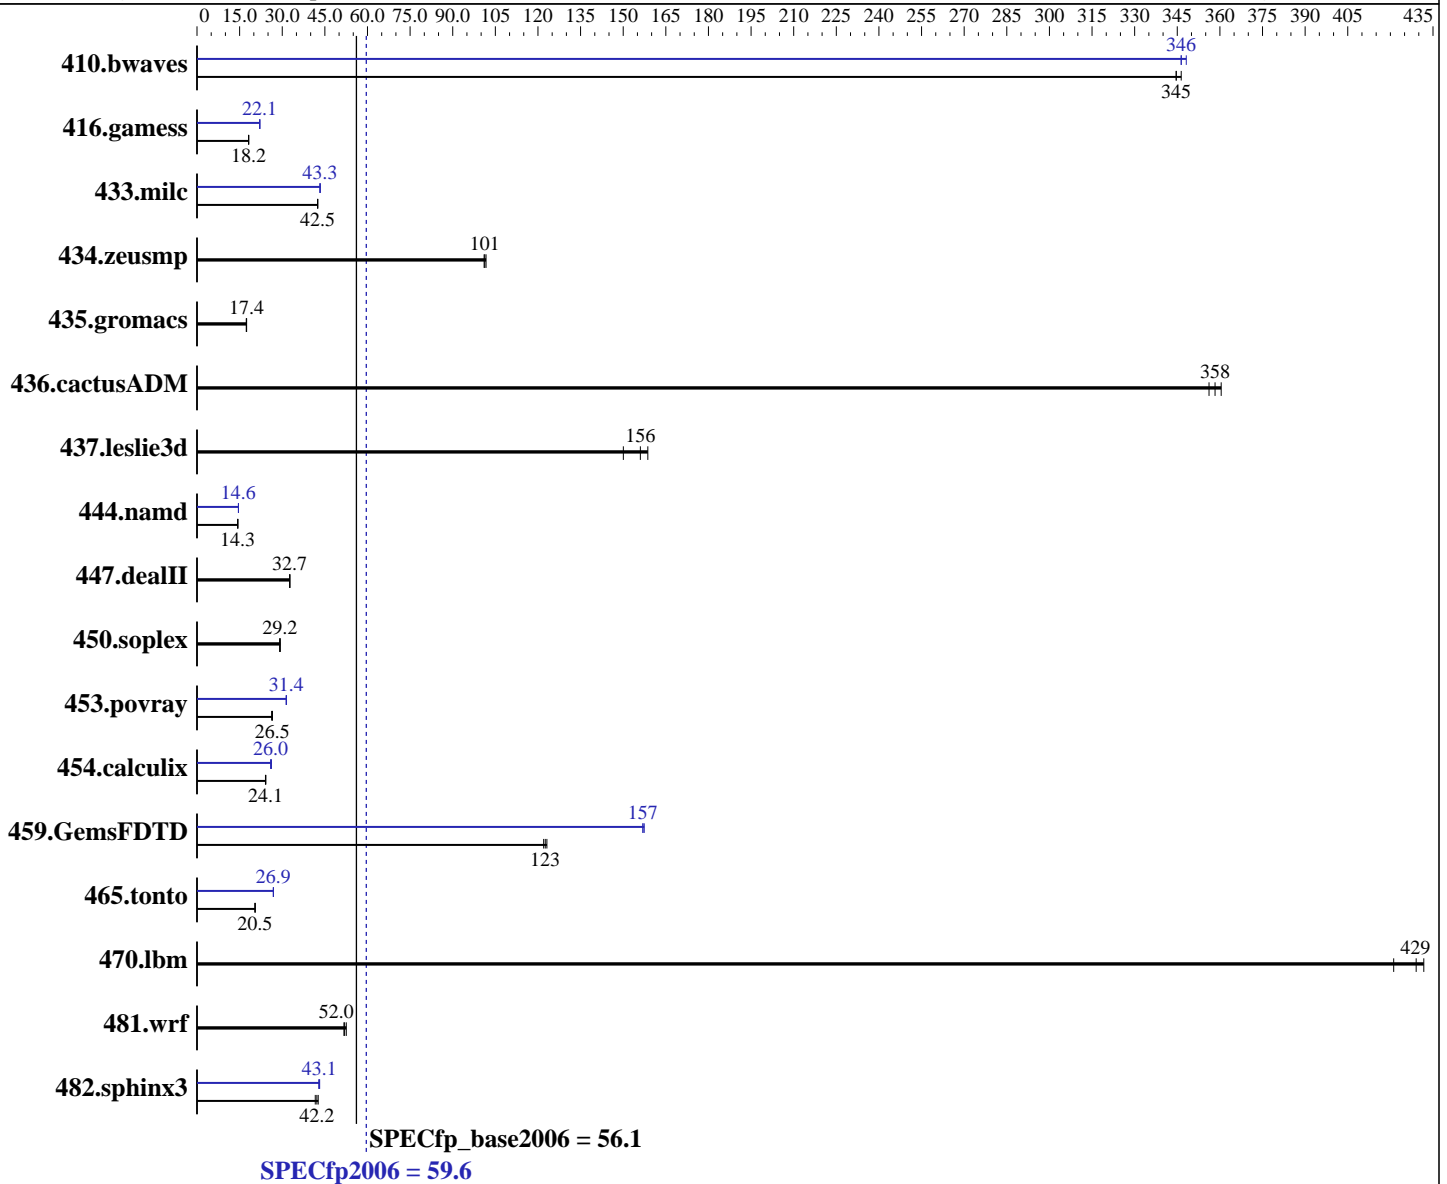 0 15.0 30.0 45.0 60.0 75.0 90.0 105 120 135 150 165 180 195 210 225 240 255 270 285 300 315 330 345 360 375 390 405 435
346
410.bwaves
345
22.1
416.gamess
18.2
43.3
433.milc
42.5
101
434.zeusmp
17.4
435.gromacs
358
436.cactusADM
156
437.leslie3d
14.6
444.namd
14.3
32.7
447.dealII
29.2
450.soplex
31.4
453.povray
26.5
26.0
454.calculix
24.1
157
459.GemsFDTD
123
26.9
465.tonto
20.5
429
470.lbm
52.0
481.wrf
43.1
482.sphinx3
42.2
SPECfp_base2006 = 56.1
SPECfp2006 = 59.6